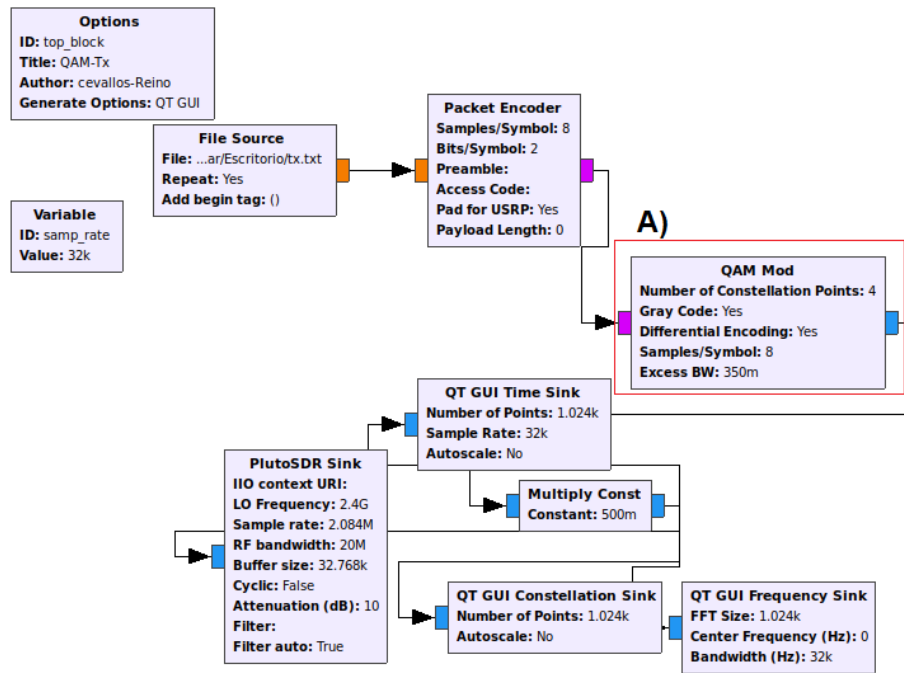 Options
ID: top_block
Title: QAM-Tx
Author: cevallos-Reino
Generate Options: QT GUI
File Source
File: ...ar/Escritorio/tx.txt
Repeat: Yes
Add begin tag: ()
Packet Encoder
Samples/Symbol: 8
Bits/Symbol: 2
Preamble:
Access Code:
Pad for USRP: Yes
Payload Length: 0
Variable
ID: samp_rate
Value: 32k
A)
QAM Mod
Number of Constellation Points: 4
Gray Code: Yes
Differential Encoding: Yes
Samples/Symbol: 8
Excess BW: 350m
QT GUI Time Sink
Number of Points: 1.024k
Sample Rate: 32k
Autoscale: No
PlutoSDR Sink
IIO context URI:
LO Frequency: 2.4G
Sample rate: 2.084M
RF bandwidth: 20M
Buffer size: 32.768k
Cyclic: False
Attenuation (dB): 10
Filter:
Filter auto: True
Multiply Const
Constant: 500m
QT GUI Constellation Sink
Number of Points: 1.024k
Autoscale: No
QT GUI Frequency Sink
FFT Size: 1.024k
Center Frequency (Hz): 0
Bandwidth (Hz): 32k